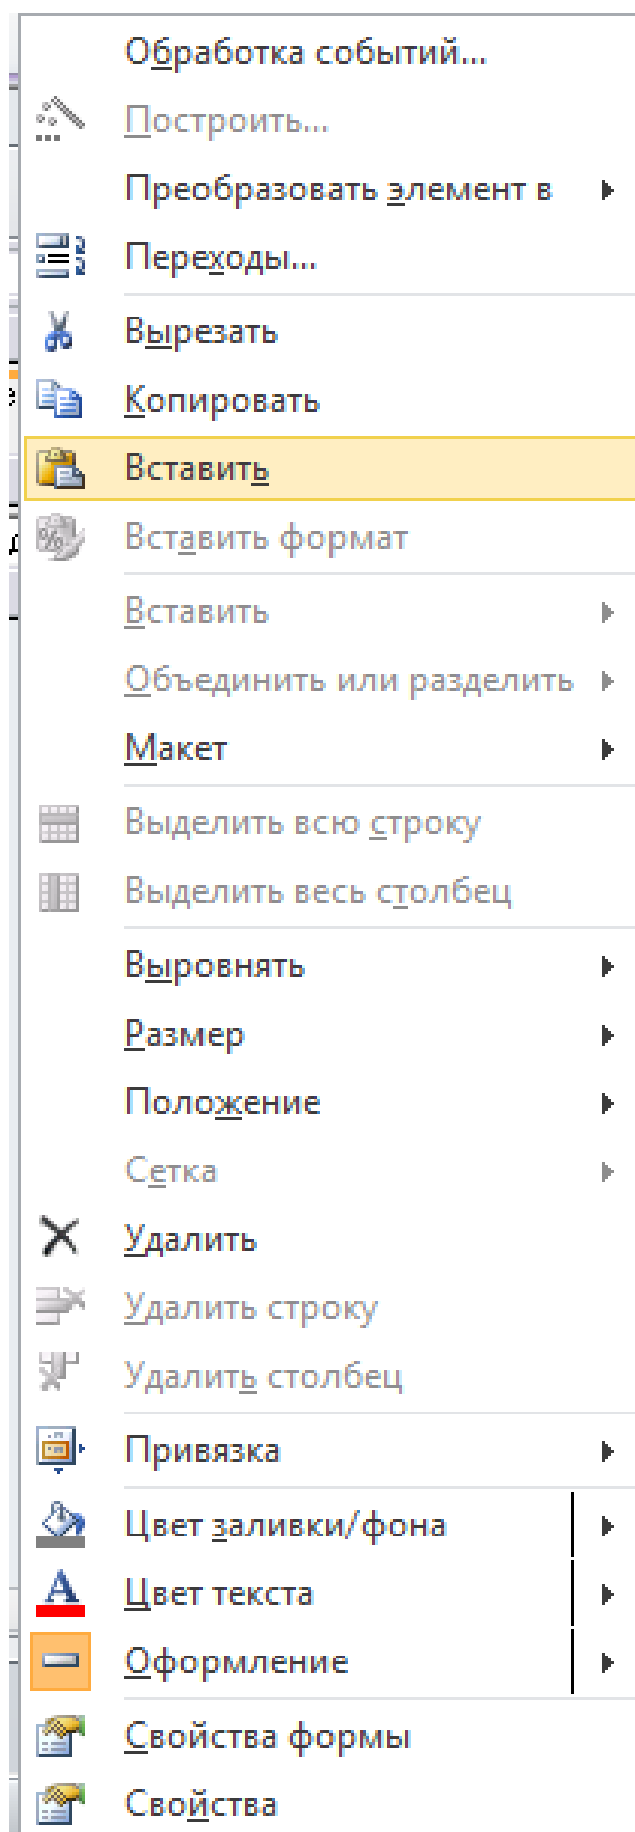 Обработка событий...
Построить...
Преобразовать элемент в
Переходы...
Вырезать
Копировать
Вставить
Вставить формат
Вставить
Объединить или разделить
Макет
Выделить всю строку
Выделить весь столбец
Выровнять
Размер
Положение
Сетка
Удалить
Удалить строку
Удалить столбец
Привязка
Цвет заливки/фона
Цвет текста
Оформление
Свойства формы
Свойства